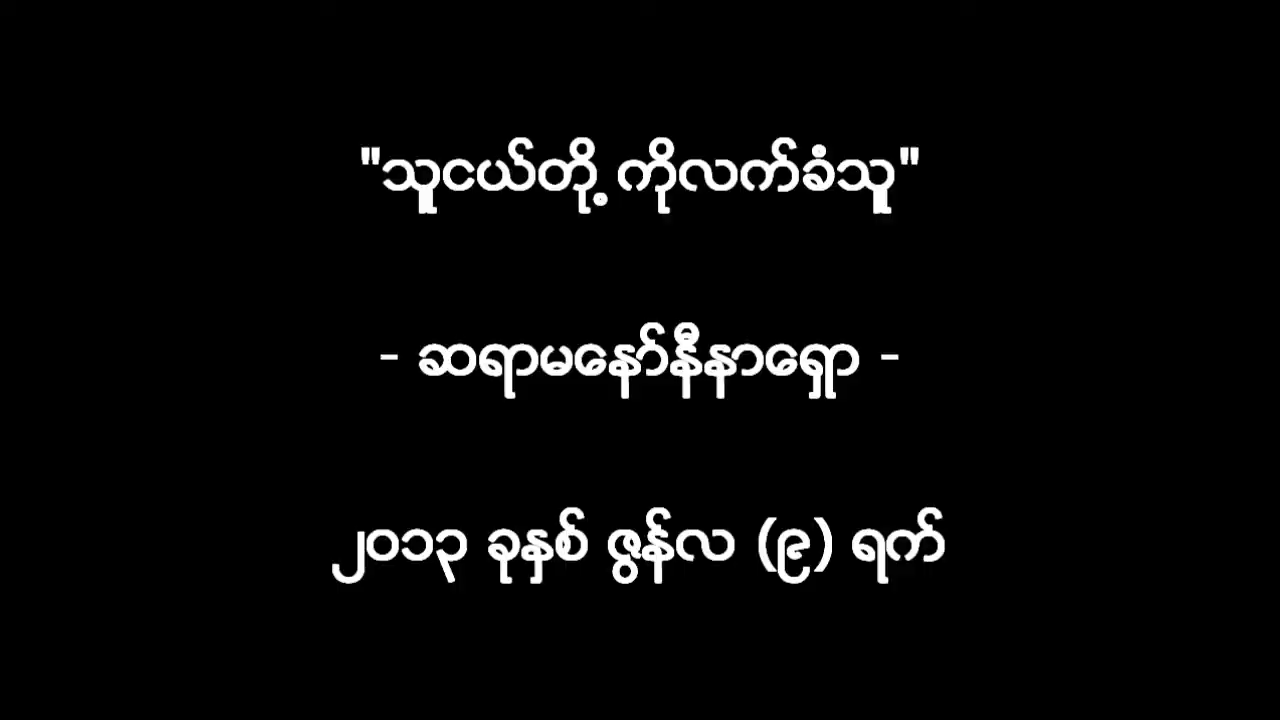 "သူငယ်တို့ ကိုလက်ခံသူ"
- ဆရာမနော်နီနာရှော -
၂၀၁၃ ခုနှစ် ဇွန်လ (၉) ရက်